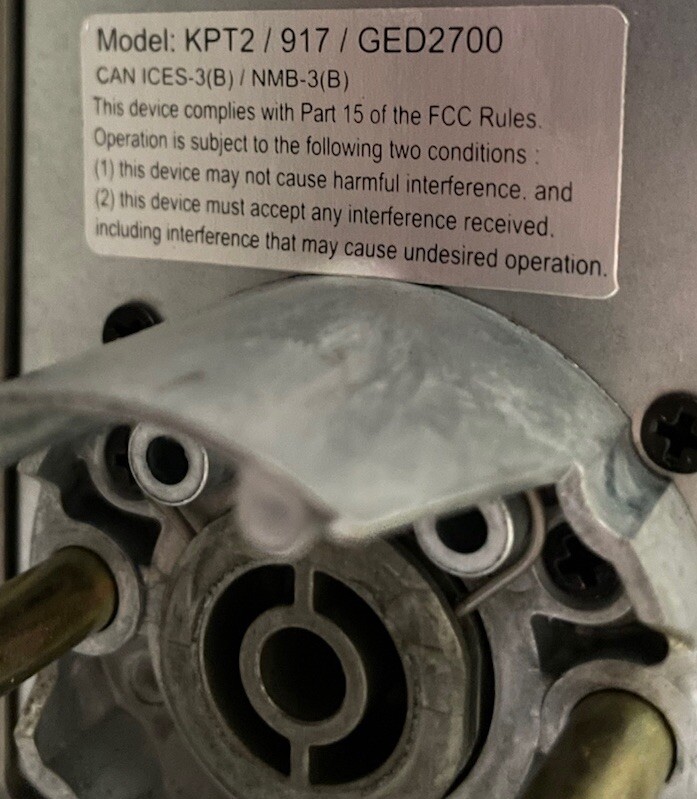 Model: KPT2 / 917 / GED2700
CAN ICES-3(B) / NMB-3(B)
This device complies with Part 15 of the FCC Rules.
Operation is subject to the following two conditions :
(1) this device may not cause harmful interference. and
(2) this device must accept any interference received,
including interference that may cause undesired operation.